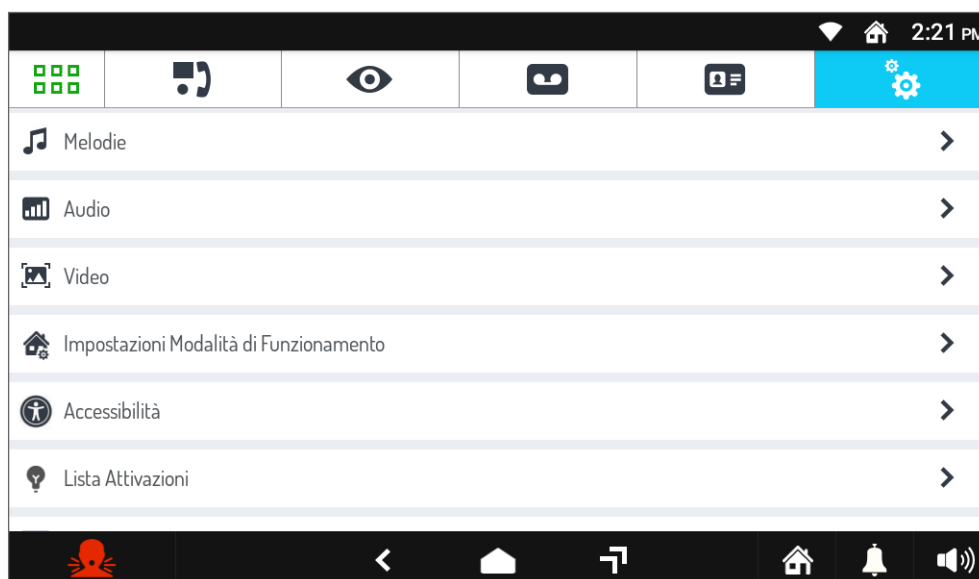 2:21 PM
Melodie
Audio
Video
Impostazioni Modalità di Funzionamento
Accessibilità
Lista Attivazioni